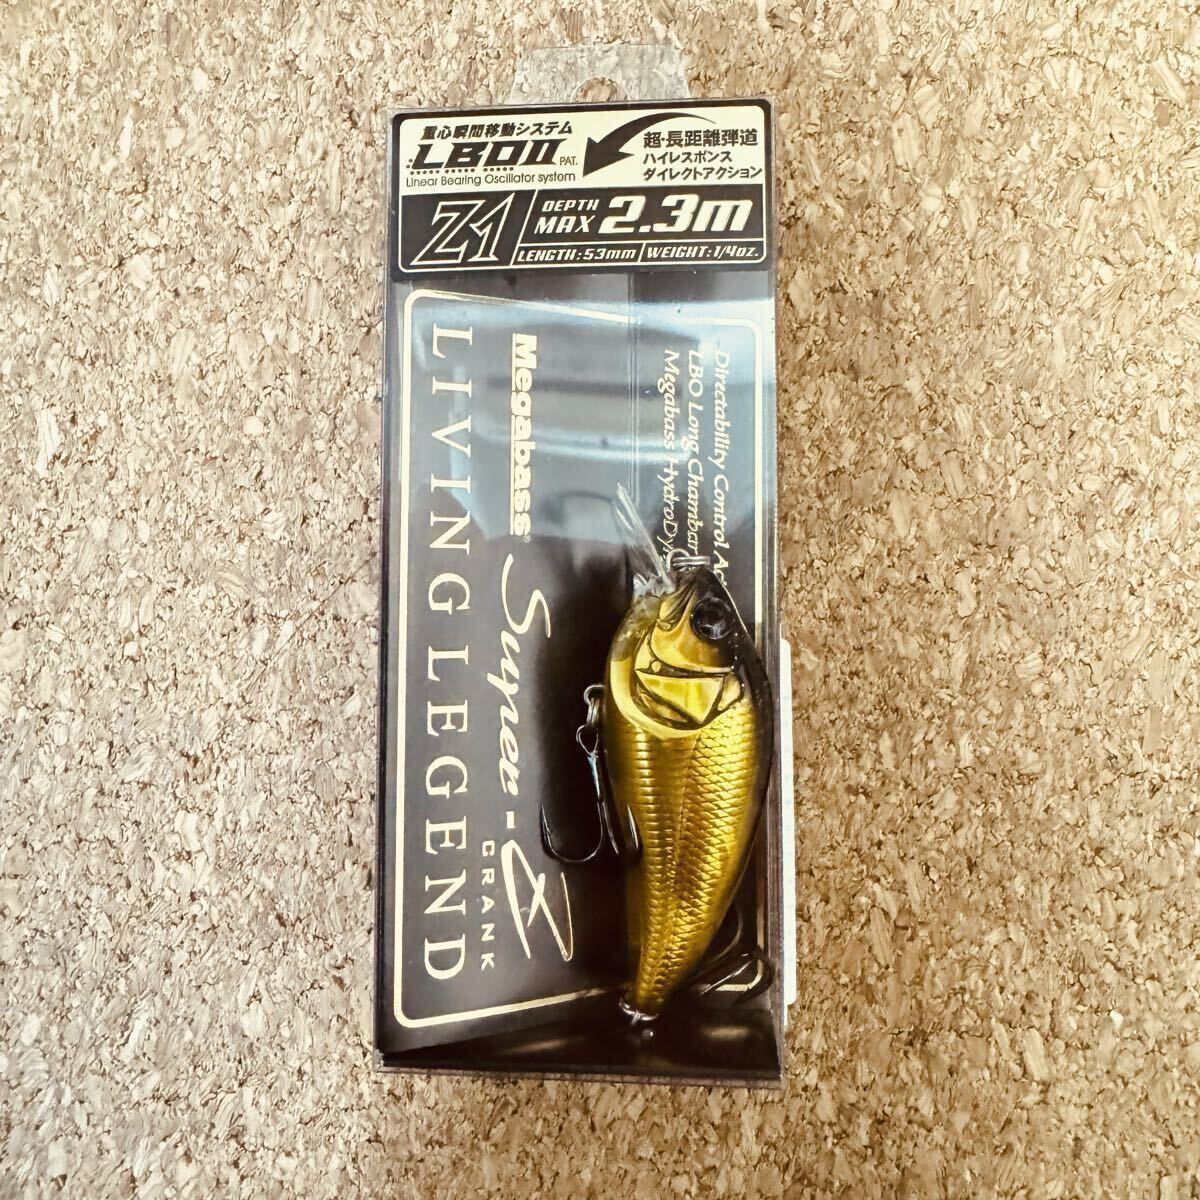 重心瞬間移動システム
LBOII PAT.
Linear Bearing Oscillator system
超・長距離弾道
ハイレスポンス
ダイレクトアクション
Z1
DEPTH
MAX 2.3m
LENGTH:53mm WEIGHT:1/4oz.
Directability Control Ac
LBO Long Chambar
Megabass HydroDy
Megabass® Super-Z
CRANK
LIVING LEGEND